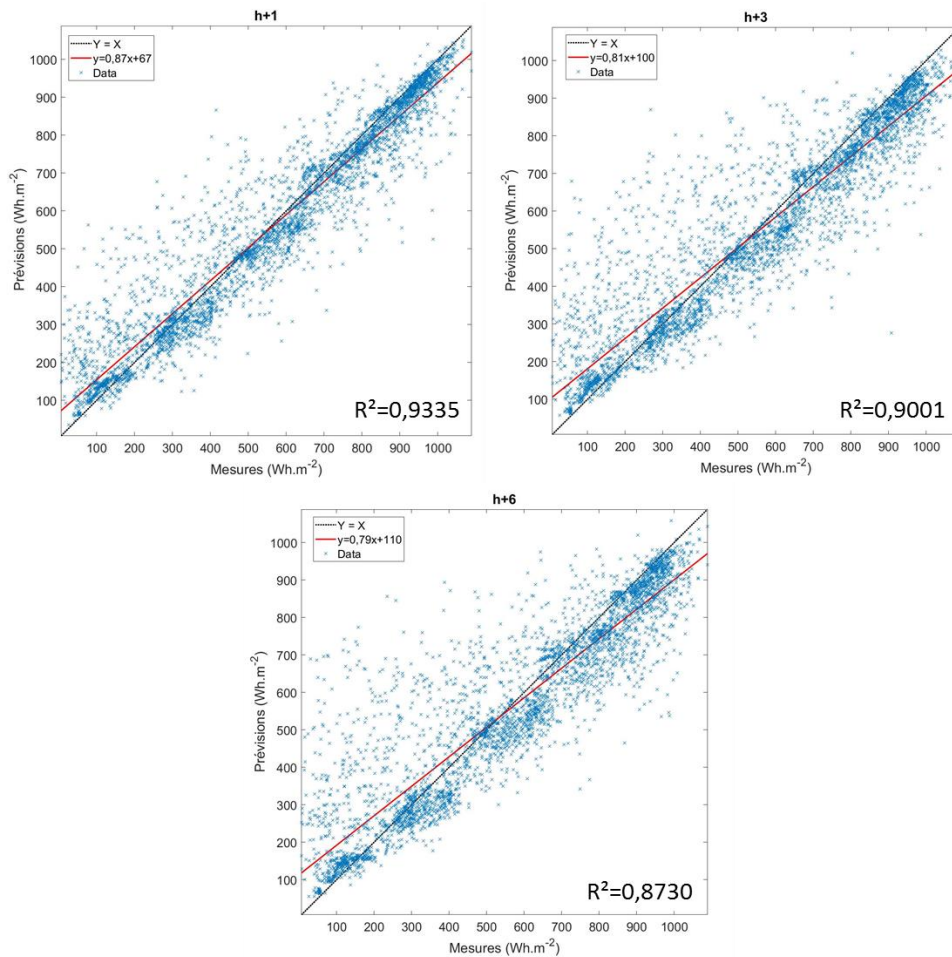 h+1
Y = X
y=0,87x+67
Data
1000
900
800
700
600
500
400
300
200
100
Prévisions (Wh.m-2)
R²=0,9335
100 200 300 400 500 600 700 800 900 1000
Mesures (Wh.m-2)
h+3
Y = X
y=0,81x+100
Data
1000
900
800
700
600
500
400
300
200
100
Prévisions (Wh.m-2)
R²=0,9001
100 200 300 400 500 600 700 800 900 1000
Mesures (Wh.m-2)
h+6
Y = X
y=0,79x+110
Data
1000
900
800
700
600
500
400
300
200
100
Prévisions (Wh.m-2)
R²=0,8730
100 200 300 400 500 600 700 800 900 1000
Mesures (Wh.m-2)